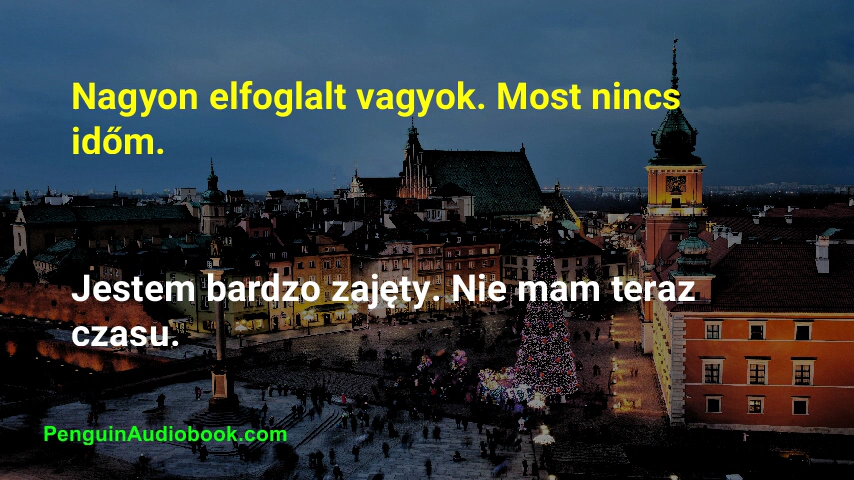 Nagyon elfoglalt vagyok. Most nincs
időm.
Jestem bardzo zajęty. Nie mam teraz
czasu.
PenguinAudiobook.com